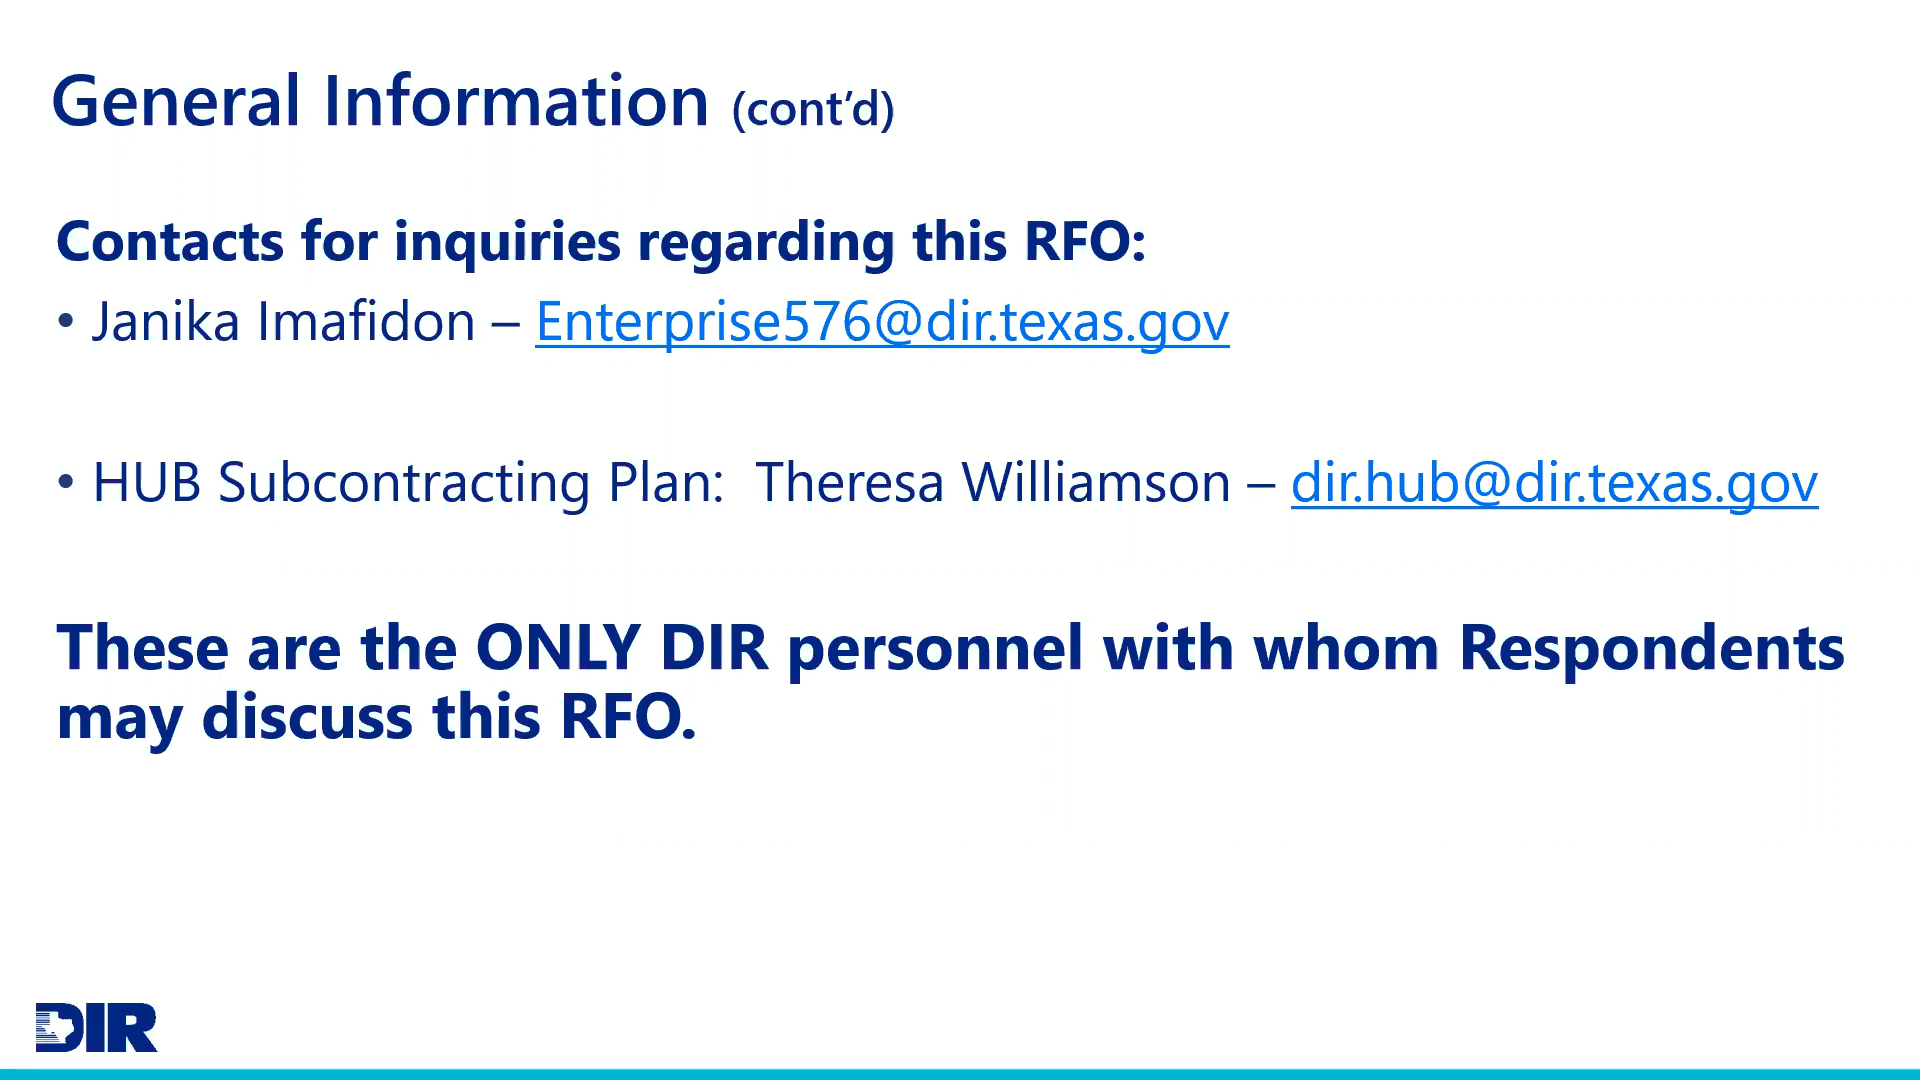 General Information (cont’d)
Contacts for inquiries regarding this RFO:
• Janika Imafidon – Enterprise576@dir.texas.gov
• HUB Subcontracting Plan:  Theresa Williamson – dir.hub@dir.texas.gov
These are the ONLY DIR personnel with whom Respondents
may discuss this RFO.
DIR